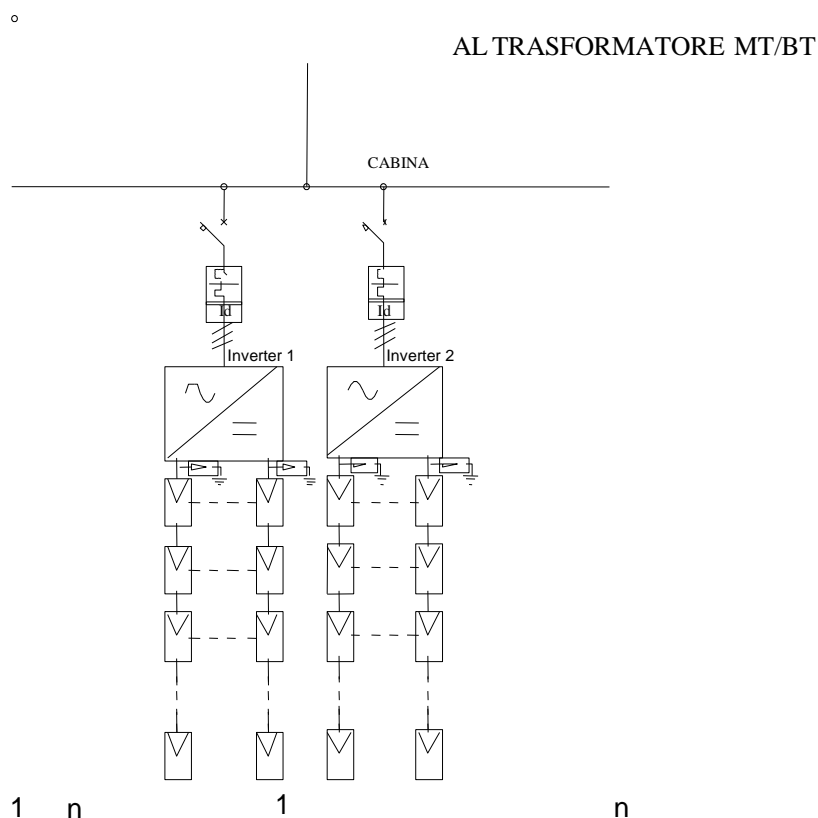 AL TRASFORMATORE MT/BT
CABINA
Id Id
Inverter 1 Inverter 2
1 n 1 n